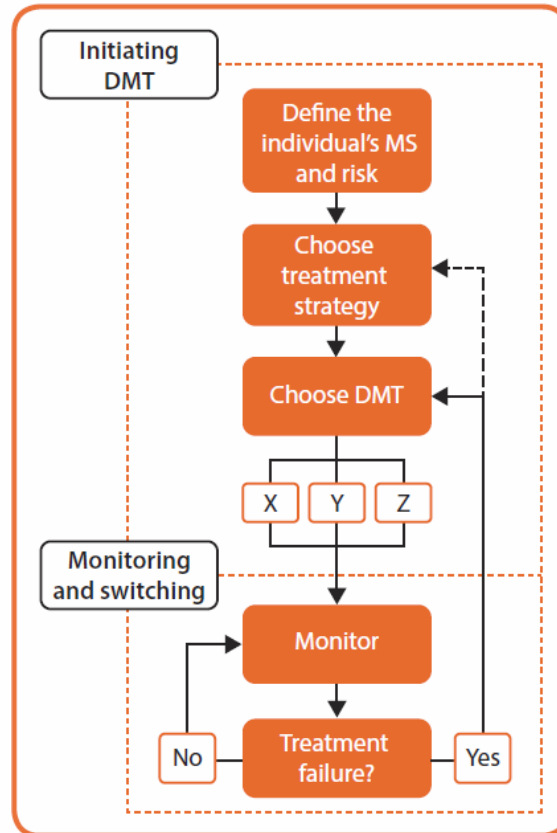 Initiating
DMT
Define the
individual's MS
and risk
Choose
treatment
strategy
Choose DMT
X
Y
Z
Monitoring
and switching
Monitor
No
Treatment
failure?
Yes